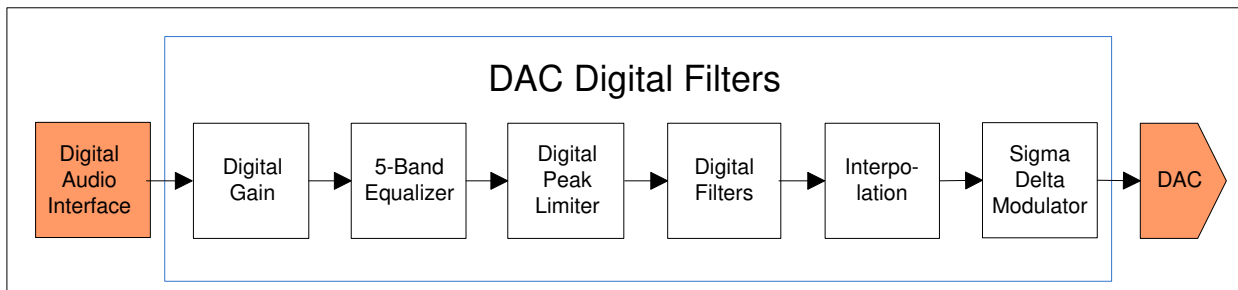 DAC Digital Filters
Digital
Audio
Interface
Digital
Gain
5-Band
Equalizer
Digital
Peak
Limiter
Digital
Filters
Interpo-
lation
Sigma
Delta
Modulator
DAC